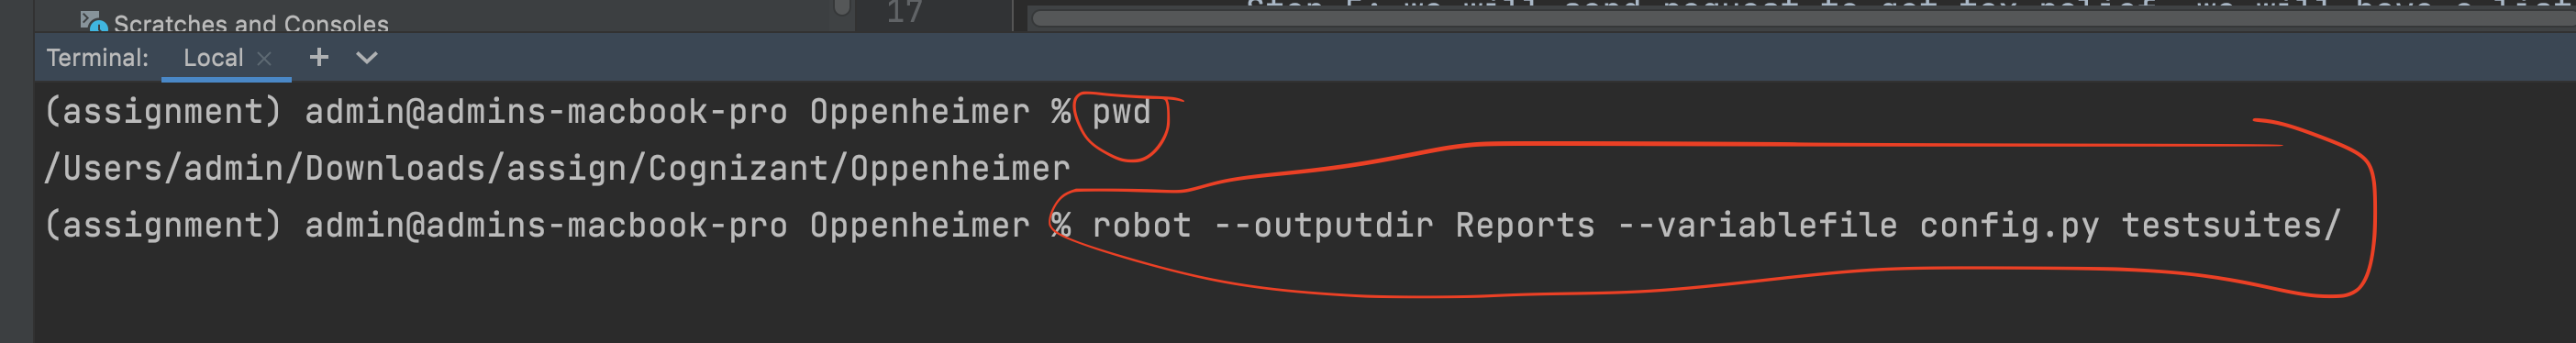 Scratches and Consoles
17
Terminal: Local × + 
(assignment) admin@admins-macbook-pro Oppenheimer % pwd
/Users/admin/Downloads/assign/Cognizant/Oppenheimer
(assignment) admin@admins-macbook-pro Oppenheimer % robot --outputdir Reports --variablefile config.py testsuites/